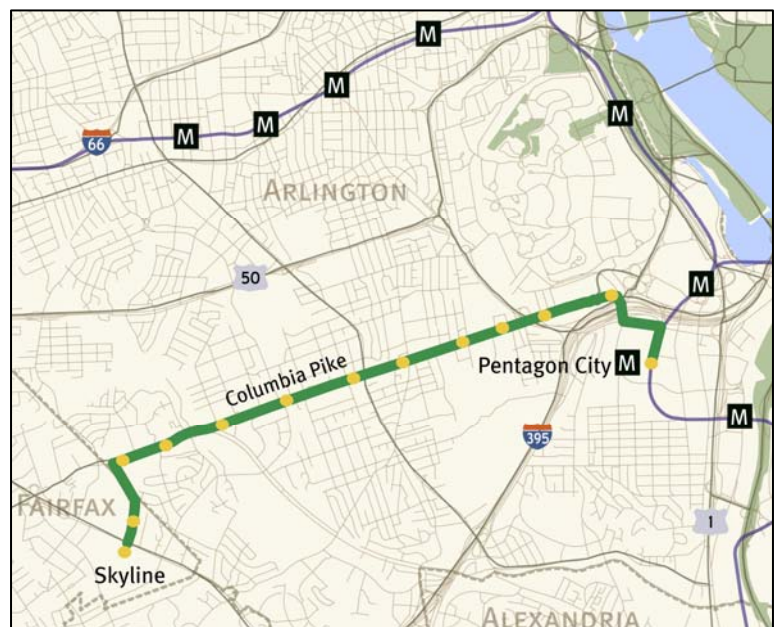 M
M
M
M
M
66
ARLINGTON
50
M
Columbia Pike
Pentagon City M
M
395
FAIRFAX
1
Skyline
ALEXANDRIA